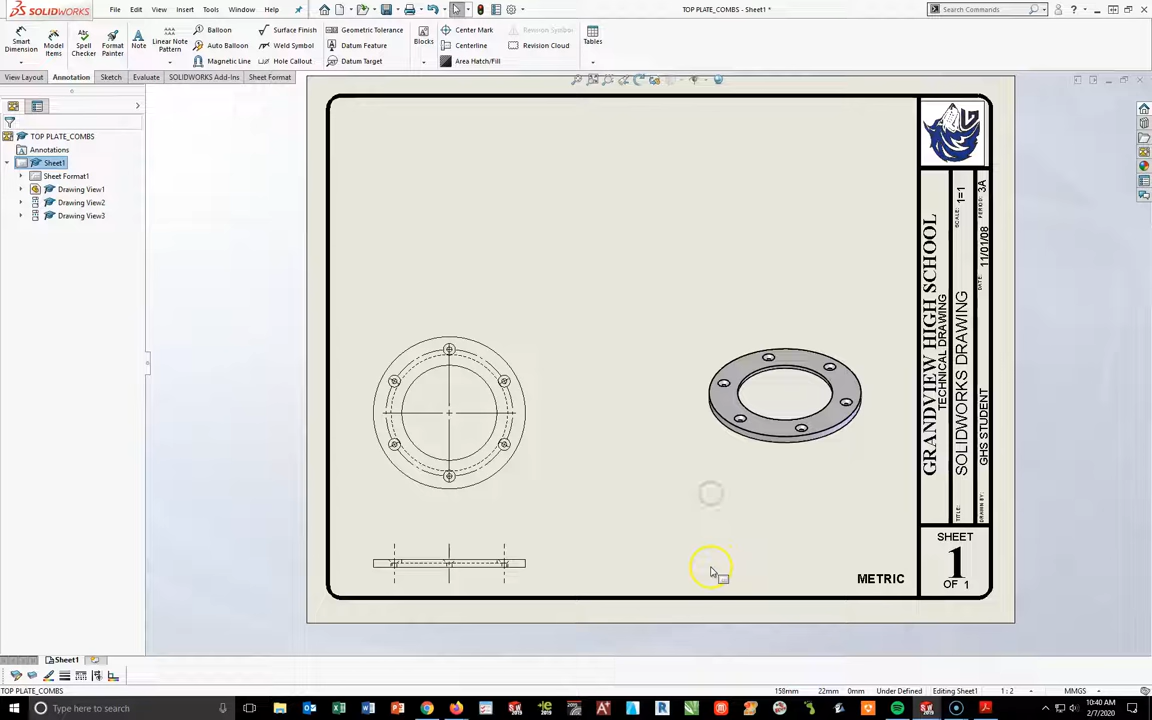 SOLIDWORKS
File Edit View Insert Tools Window Help
TOP PLATE_COMBS - Sheet1 *
Search Commands
Smart Dimension
Model Items
Spell Checker
Format Painter
Note
Linear Note Pattern
Balloon
Auto Balloon
Magnetic Line
Surface Finish
Weld Symbol
Hole Callout
Geometric Tolerance
Datum Feature
Datum Target
Blocks
Center Mark
Centerline
Area Hatch/Fill
Revision Symbol
Revision Cloud
Tables
View Layout Annotation Sketch Evaluate SOLIDWORKS Add-Ins Sheet Format
TOP PLATE_COMBS
Annotations
Sheet1
Sheet Format1
Drawing View1
Drawing View2
Drawing View3
GRANDVIEW HIGH SCHOOL
TECHNICAL DRAWING
SCALE: 1=1
TITLE: SOLIDWORKS DRAWING
PERIOD: 3A
DATE: 11/01/08
DRAWN BY: GHS STUDENT
METRIC
SHEET
1
OF 1
Sheet1
TOP PLATE_COMBS
158mm 22mm 0mm Under Defined Editing Sheet1 1 : 2 MMGS
Type here to search
10:40 AM
2/7/2020